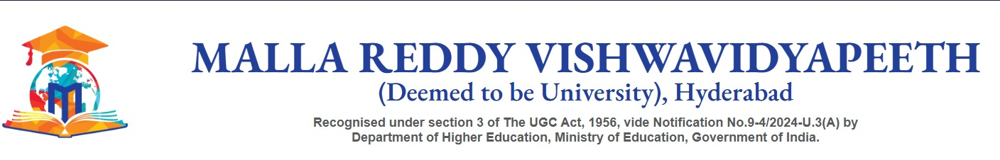 MALLA REDDY VISHWAVIDYAPEETH
(Deemed to be University), Hyderabad
Recognised under section 3 of The UGC Act, 1956, vide Notification No.9-4/2024-U.3(A) by
Department of Higher Education, Ministry of Education, Government of India.